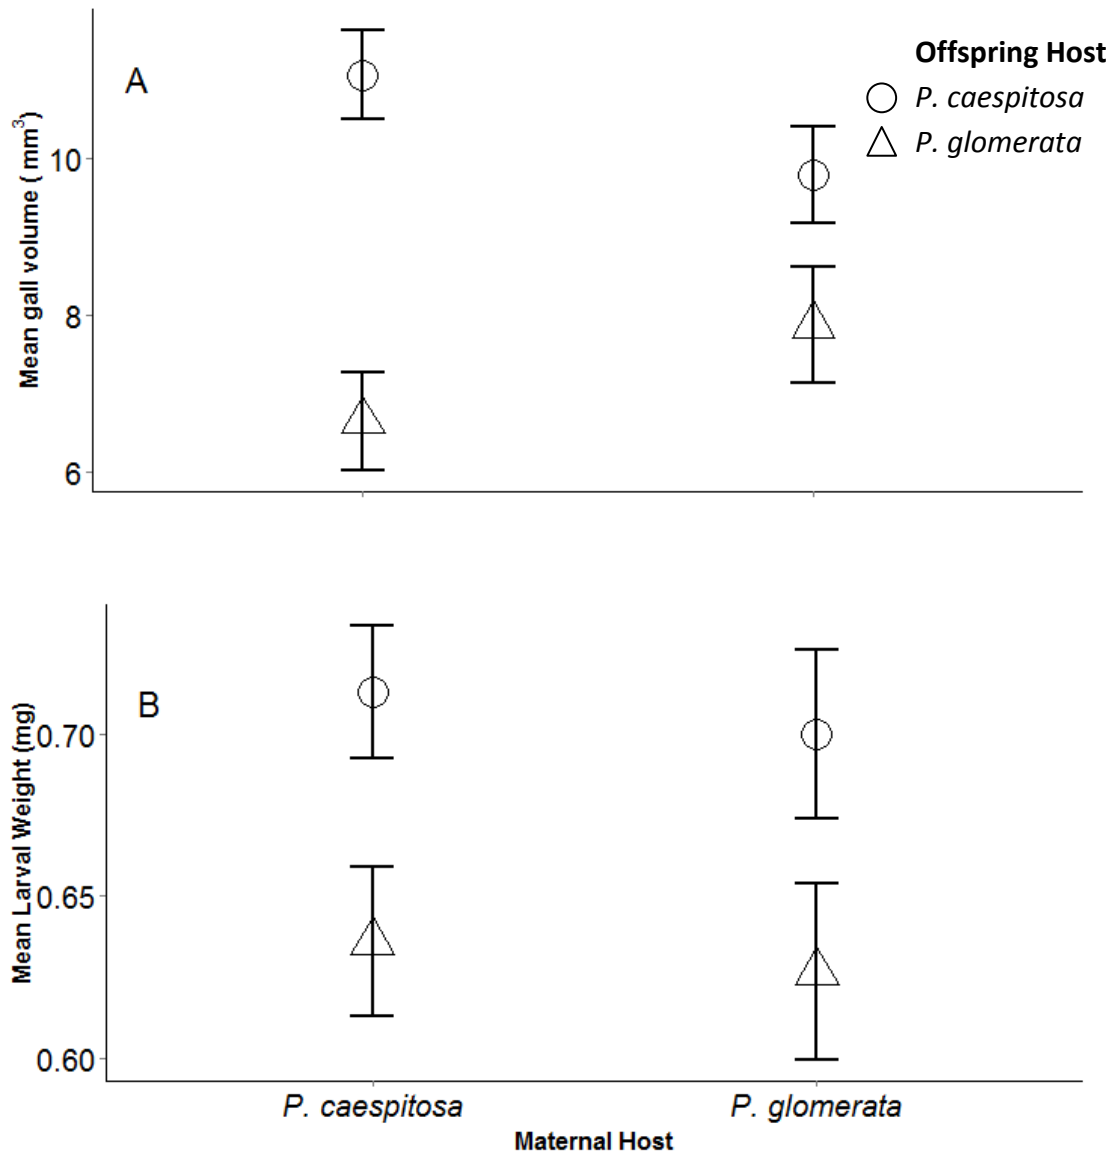 A
Offspring Host
P. caespitosa
P. glomerata
Mean gall volume ( mm³)
10
8
6
B
Mean Larval Weight (mg)
0.70
0.65
0.60
P. caespitosa
P. glomerata
Maternal Host